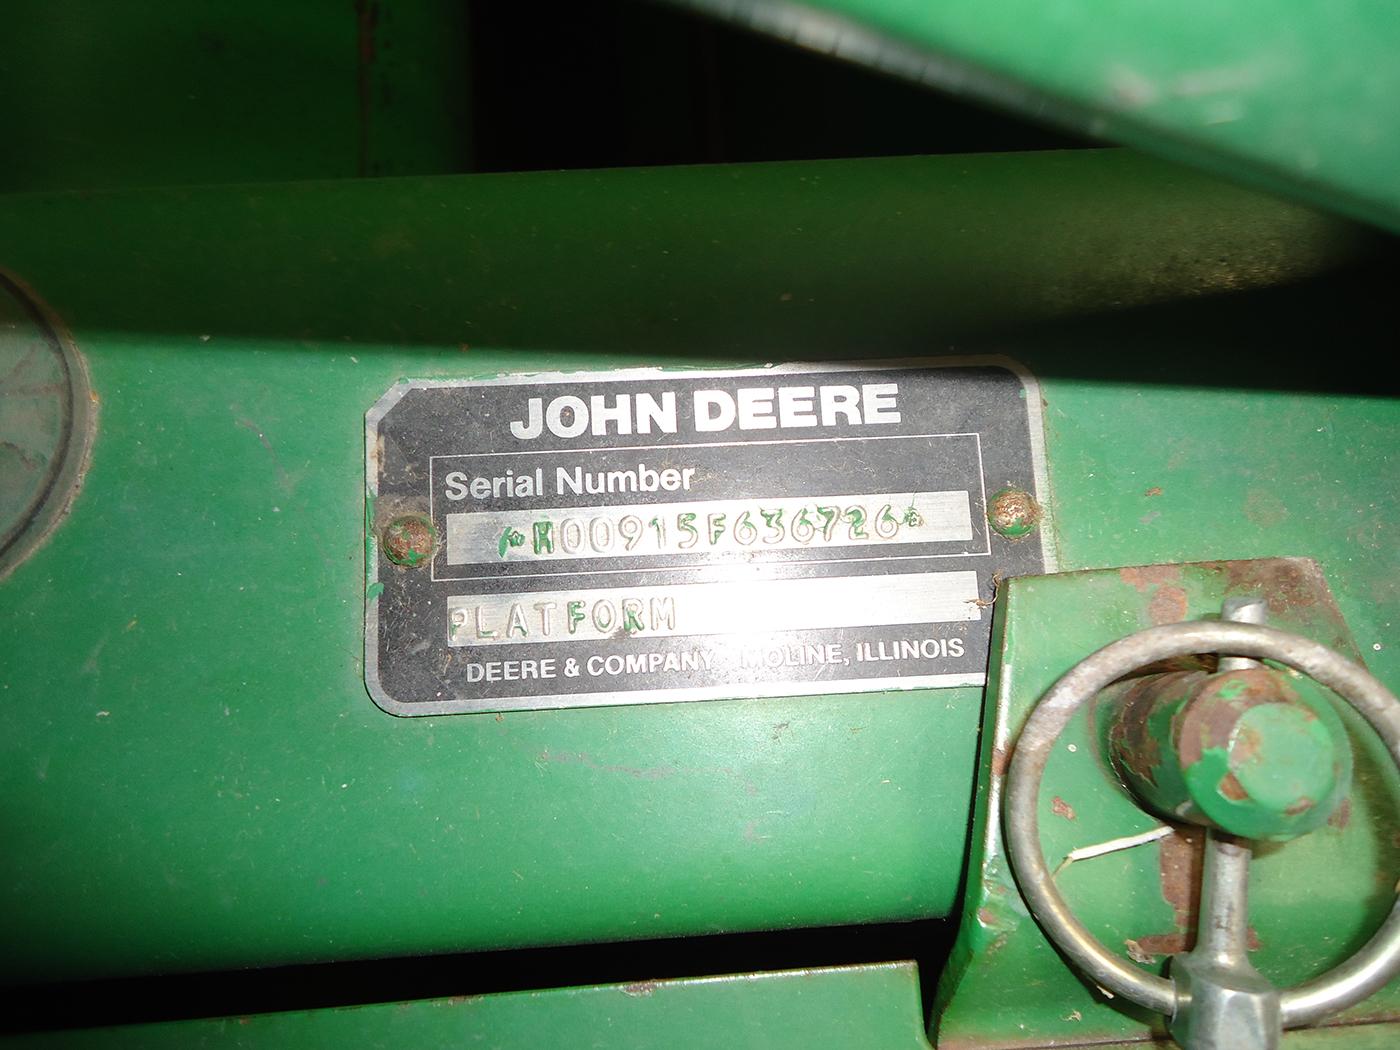 JOHN DEERE
Serial Number
*H00915F636726*
PLATFORM
DEERE & COMPANY MOLINE, ILLINOIS